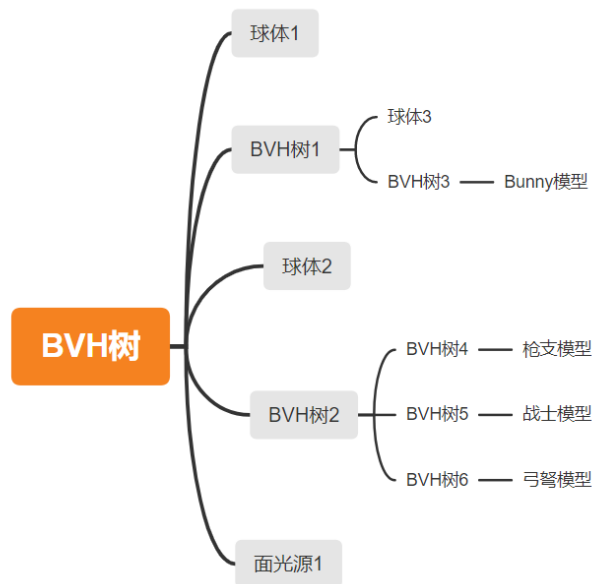 BVH树
球体1
BVH树1
球体3
BVH树3
Bunny模型
球体2
BVH树2
BVH树4
枪支模型
BVH树5
战士模型
BVH树6
弓弩模型
面光源1